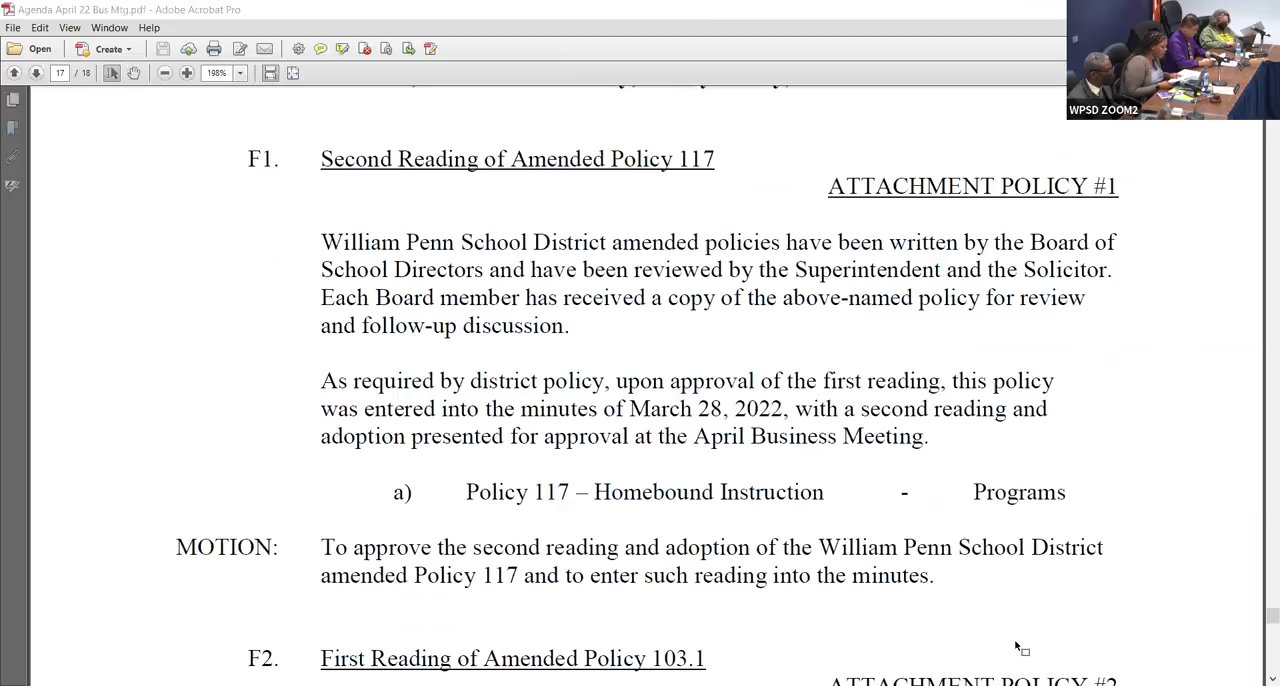 Agenda April 22 Bus Mtg.pdf - Adobe Acrobat Pro
File Edit View Window Help
Open Create
17 / 18 198%
WPSD ZOOM2
F1. Second Reading of Amended Policy 117
ATTACHMENT POLICY #1
William Penn School District amended policies have been written by the Board of
School Directors and have been reviewed by the Superintendent and the Solicitor.
Each Board member has received a copy of the above-named policy for review
and follow-up discussion.
As required by district policy, upon approval of the first reading, this policy
was entered into the minutes of March 28, 2022, with a second reading and
adoption presented for approval at the April Business Meeting.
a) Policy 117 – Homebound Instruction - Programs
MOTION: To approve the second reading and adoption of the William Penn School District
amended Policy 117 and to enter such reading into the minutes.
F2. First Reading of Amended Policy 103.1
ATTACHMENT POLICY #2